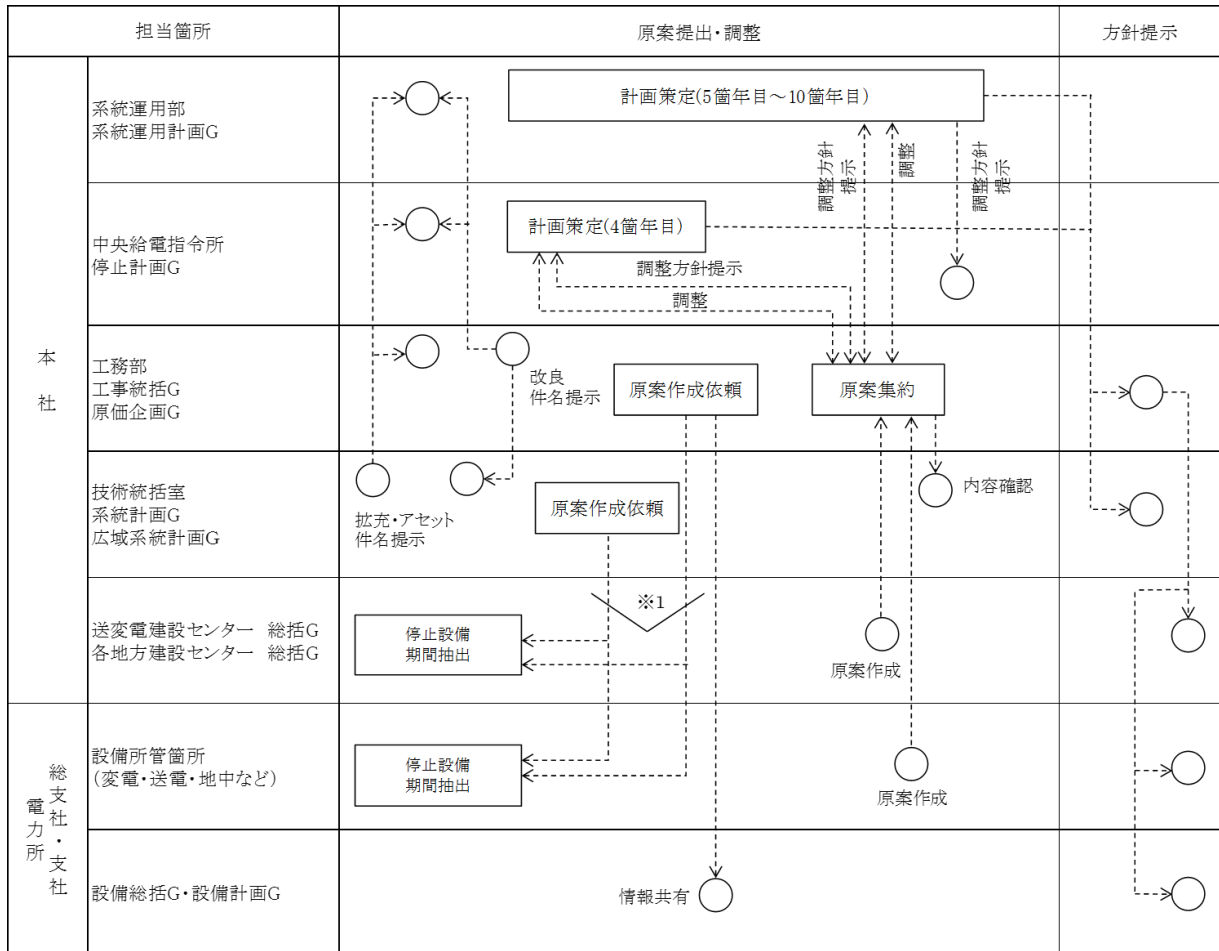 担当箇所
原案提出・調整
方針提示
本
社
系統運用部
系統運用計画G
計画策定(5箇年目～10箇年目)
調整方針
提示
調整
調整方針
提示
中央給電指令所
停止計画G
計画策定(4箇年目)
調整方針提示
調整
工務部
工事統括G
原価企画G
改良
件名提示
原案作成依頼
原案集約
技術統括室
系統計画G
広域系統計画G
拡充・アセット
件名提示
原案作成依頼
内容確認
送変電建設センター　総括G
各地方建設センター　総括G
停止設備
期間抽出
※1
原案作成
総支社・支社
電力所
設備所管箇所
(変電・送電・地中など)
停止設備
期間抽出
原案作成
設備総括G・設備計画G
情報共有